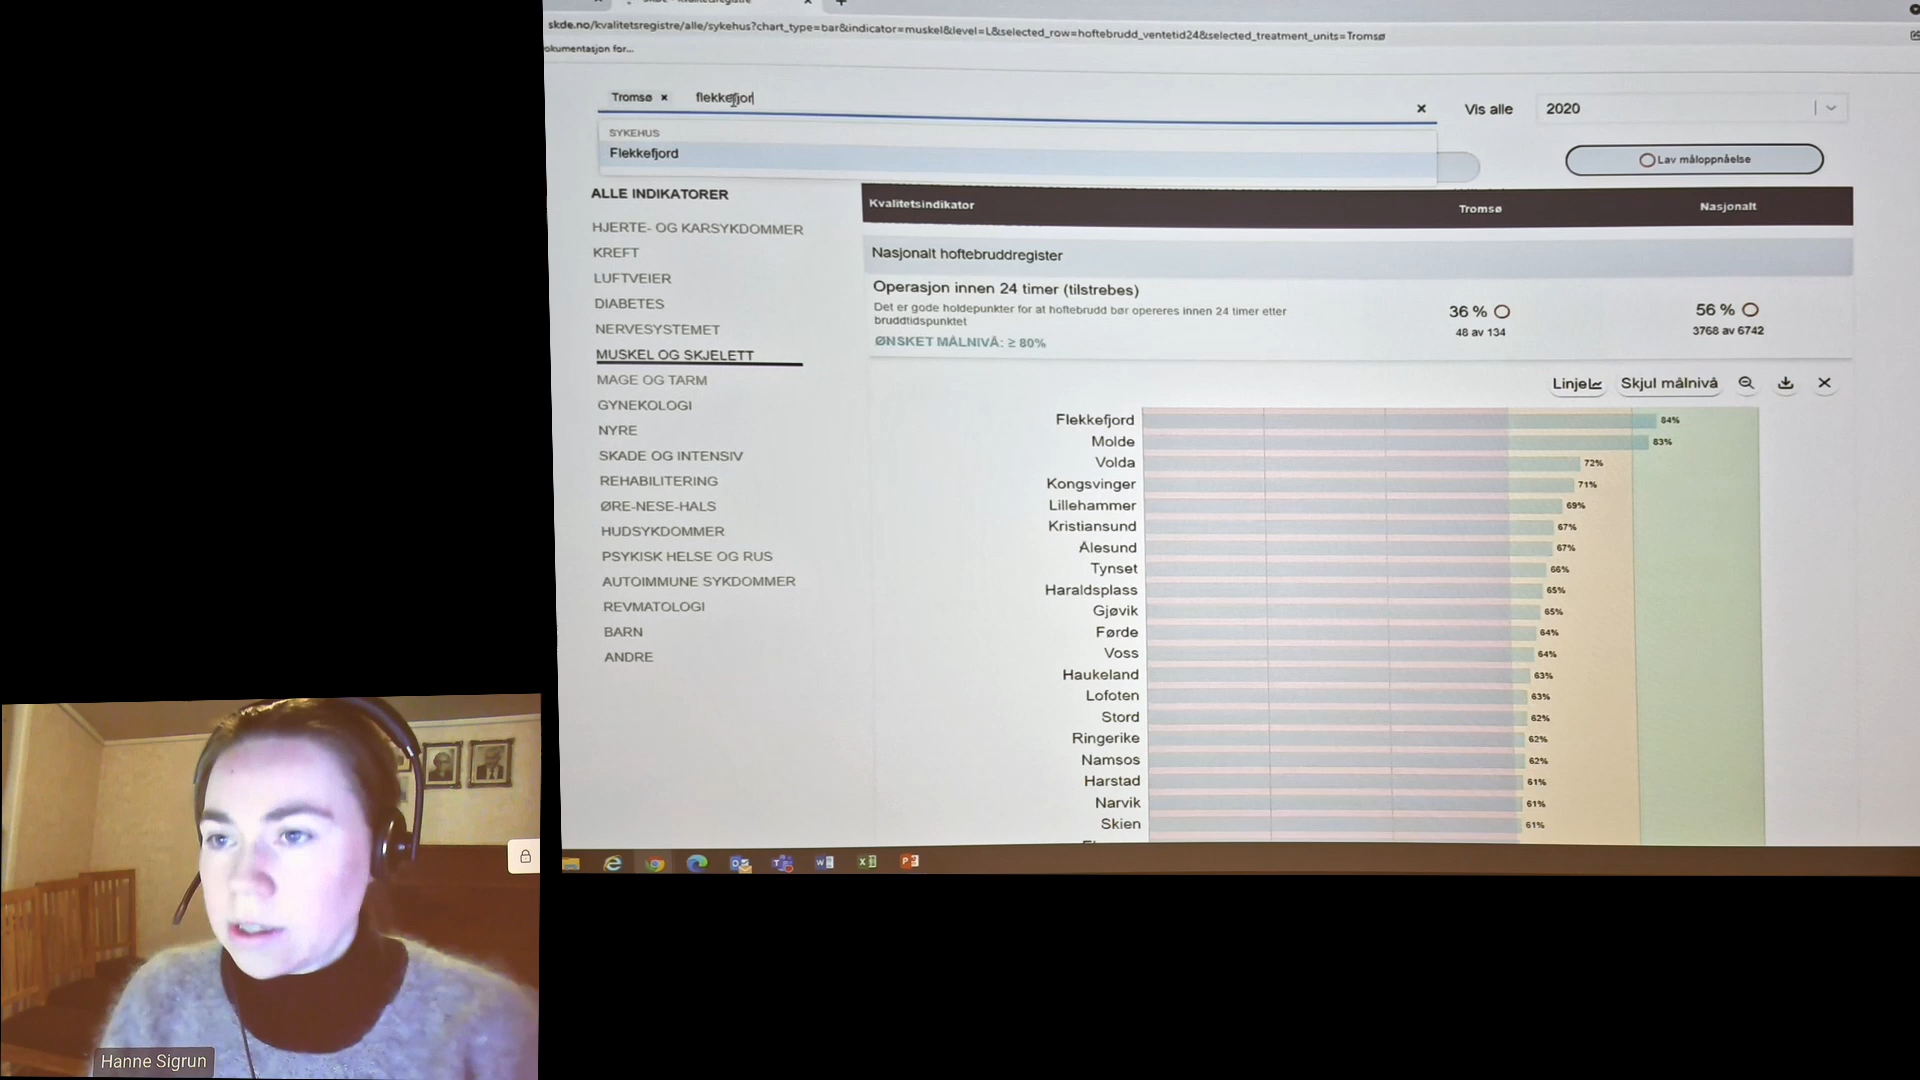 skde - kvalitetsregistre
skde.no/kvalitetsregistre/alle/sykehus?chart_type=bar&indicator=muskel&level=L&selected_row=hoftebrudd_ventetid24&selected_treatment_units=Tromsø
okumentasjon for...
Tromsø × flekkefjor
× Vis alle 2020
SYKEHUS
Flekkefjord
Lav måloppnåelse
ALLE INDIKATORER
HJERTE- OG KARSYKDOMMER
KREFT
LUFTVEIER
DIABETES
NERVESYSTEMET
MUSKEL OG SKJELETT
MAGE OG TARM
GYNEKOLOGI
NYRE
SKADE OG INTENSIV
REHABILITERING
ØRE-NESE-HALS
HUDSYKDOMMER
PSYKISK HELSE OG RUS
AUTOIMMUNE SYKDOMMER
REVMATOLOGI
BARN
ANDRE
Kvalitetsindikator Tromsø Nasjonalt
Nasjonalt hoftebruddregister
Operasjon innen 24 timer (tilstrebes)
Det er gode holdepunkter for at hoftebrudd bør opereres innen 24 timer etter
bruddtidspunktet
ØNSKET MÅLNIVÅ: ≥ 80%
36 % 56 %
48 av 134 3768 av 6742
Linje Skjul målnivå
Flekkefjord 84%
Molde 83%
Volda 72%
Kongsvinger 71%
Lillehammer 69%
Kristiansund 67%
Ålesund 67%
Tynset 66%
Haraldsplass 65%
Gjøvik 65%
Førde 64%
Voss 64%
Haukeland 63%
Lofoten 63%
Stord 62%
Ringerike 62%
Namsos 62%
Harstad 61%
Narvik 61%
Skien 61%
Hanne Sigrun